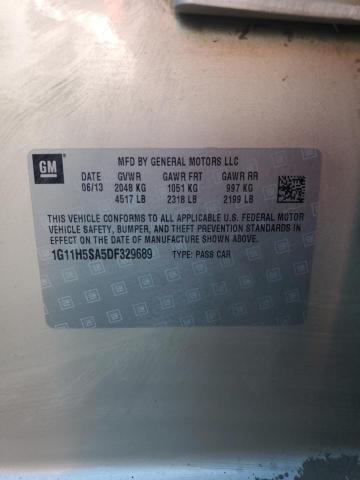 GM
MFD BY GENERAL MOTORS LLC
DATE GVWR GAWR FRT GAWR RR
06/13 2048 KG 1051 KG 997 KG
4517 LB 2318 LB 2199 LB
THIS VEHICLE CONFORMS TO ALL APPLICABLE U.S. FEDERAL MOTOR
VEHICLE SAFETY, BUMPER, AND THEFT PREVENTION STANDARDS IN
EFFECT ON THE DATE OF MANUFACTURE SHOWN ABOVE.
1G11H5SA5DF329689 TYPE: PASS CAR